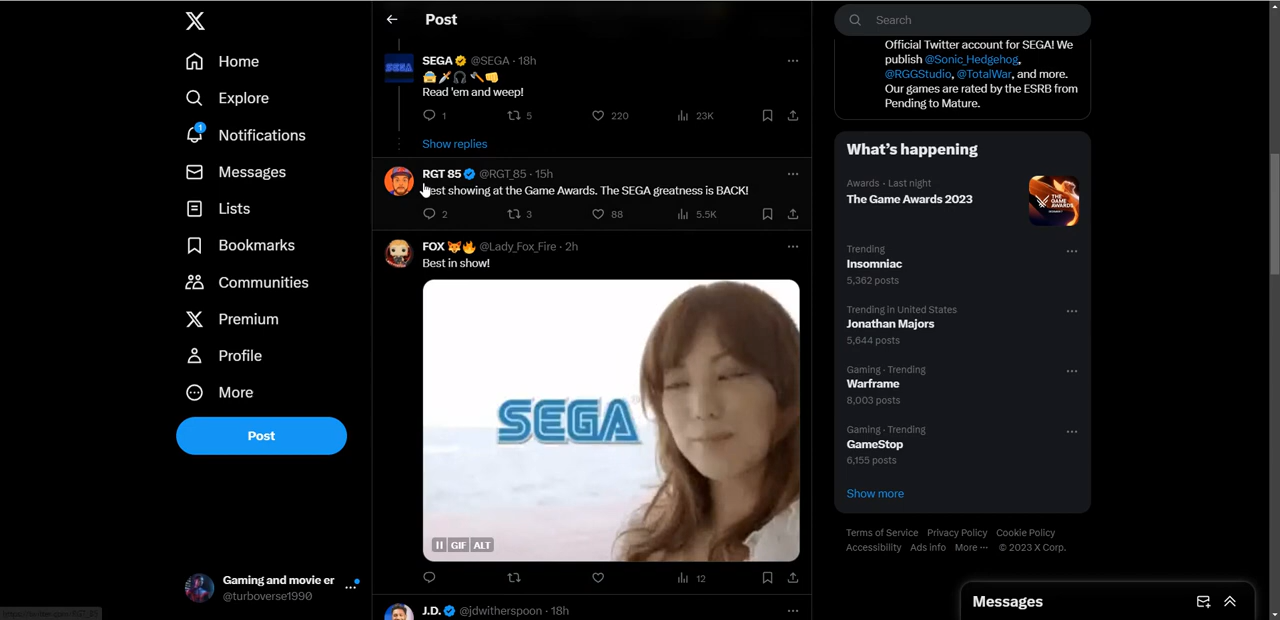 Post
Search
Home
Explore
1
Notifications
Messages
Lists
Bookmarks
Communities
Premium
Profile
More
Post
Gaming and movie er
@turboverse1990
SEGA @SEGA · 18h
Read 'em and weep!
1 5 220 23K
Show replies
RGT 85 @RGT_85 · 15h
Best showing at the Game Awards. The SEGA greatness is BACK!
2 3 88 5.5K
FOX @Lady_Fox_Fire · 2h
Best in show!
SEGA
GIF ALT
12
J.D. @jdwitherspoon · 18h
Official Twitter account for SEGA! We
publish @Sonic_Hedgehog,
@RGGStudio, @TotalWar, and more.
Our games are rated by the ESRB from
Pending to Mature.
What's happening
Awards · Last night
The Game Awards 2023
Trending
Insomniac
5,362 posts
Trending in United States
Jonathan Majors
5,644 posts
Gaming · Trending
Warframe
8,003 posts
Gaming · Trending
GameStop
6,155 posts
Show more
Terms of Service Privacy Policy Cookie Policy
Accessibility Ads info More ··· © 2023 X Corp.
Messages